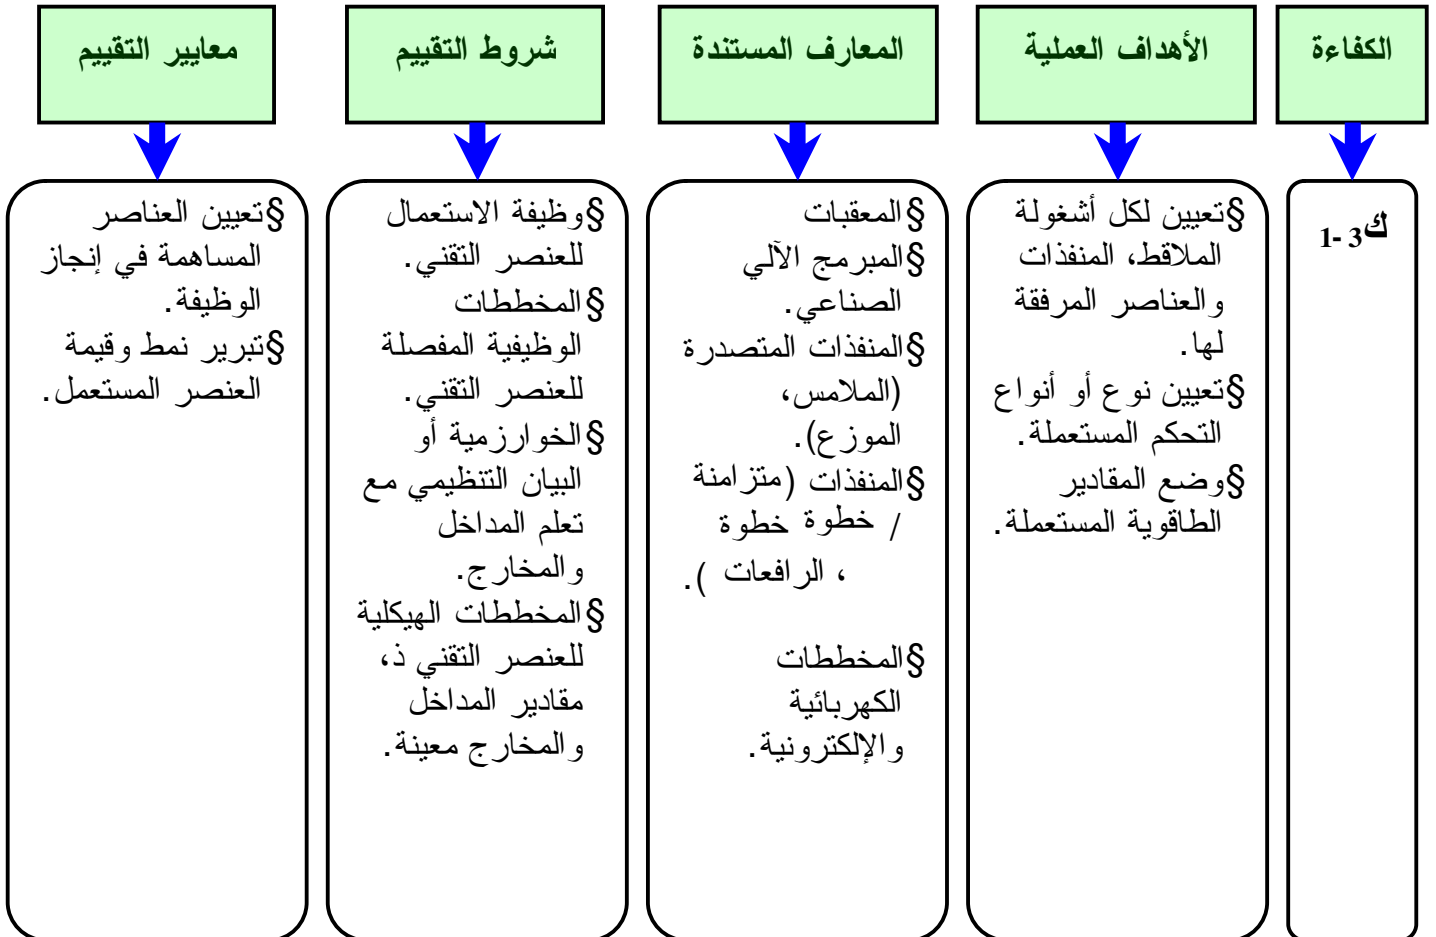 الكفاءة
الأهداف العملية
المعارف المستندة
شروط التقييم
معايير التقييم
ك3 -1
§تعيين لكل أشغولة
الملاقط، المنفذات
والعناصر المرفقة
لها.
§تعيين نوع أو أنواع
التحكم المستعملة.
§وضع المقادير
الطاقوية المستعملة.
§المعقبات
§المبرمج الآلي
الصناعي.
§المنفذات المتصدرة
(الملامس،
الموزع).
§المنفذات (متزامنة
/ خطوة خطوة
، الرافعات ).
§المخططات
الكهربائية
والإلكترونية.
§وظيفة الاستعمال
للعنصر التقني.
§المخططات
الوظيفية المفصلة
للعنصر التقني.
§الخوارزمية أو
البيان التنظيمي مع
تعلم المداخل
والمخارج.
§المخططات الهيكلية
للعنصر التقني ذ،
مقادير المداخل
والمخارج معينة.
§تعيين العناصر
المساهمة في إنجاز
الوظيفة.
§تبرير نمط وقيمة
العنصر المستعمل.